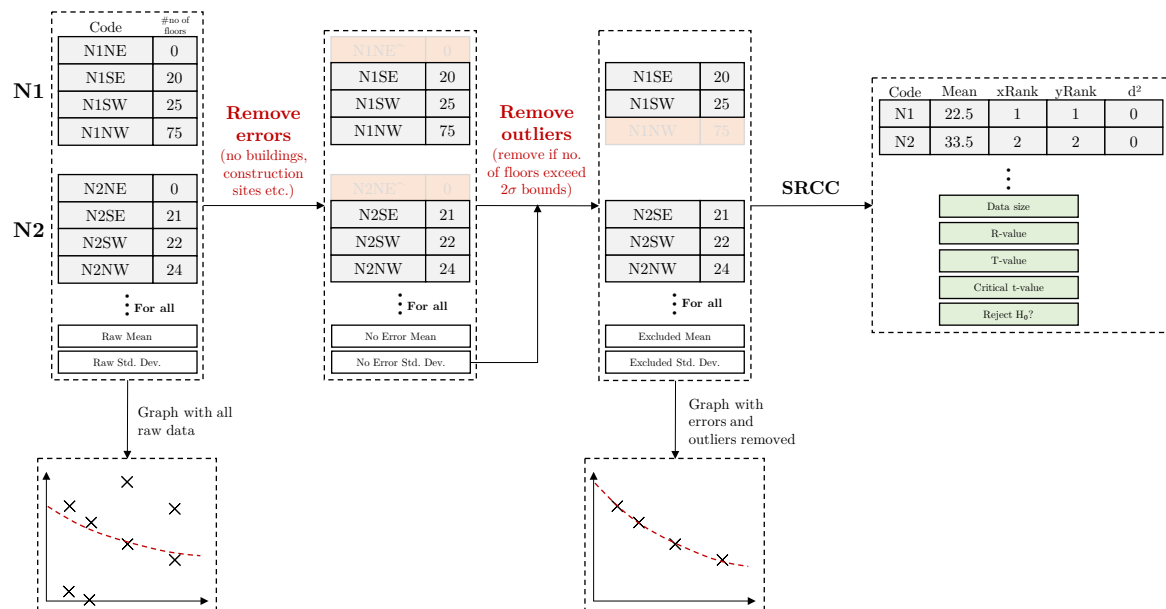 Code #no of floors
N1
N1NE 0
N1SE 20
N1SW 25
N1NW 75
N2
N2NE 0
N2SE 21
N2SW 22
N2NW 24
For all
Raw Mean
Raw Std. Dev.
Remove
errors
(no buildings,
construction
sites etc.)
N1NE^ 0
N1SE 20
N1SW 25
N1NW 75
N2NE^ 0
N2SE 21
N2SW 22
N2NW 24
For all
No Error Mean
No Error Std. Dev.
Remove
outliers
(remove if no.
of floors exceed
2σ bounds)
N1SE 20
N1SW 25
N1NW 75
N2SE 21
N2SW 22
N2NW 24
For all
Excluded Mean
Excluded Std. Dev.
SRCC
Code Mean xRank yRank d²
N1 22.5 1 1 0
N2 33.5 2 2 0
Data size
R-value
T-value
Critical t-value
Reject H₀?
Graph with all
raw data
Graph with
errors and
outliers removed